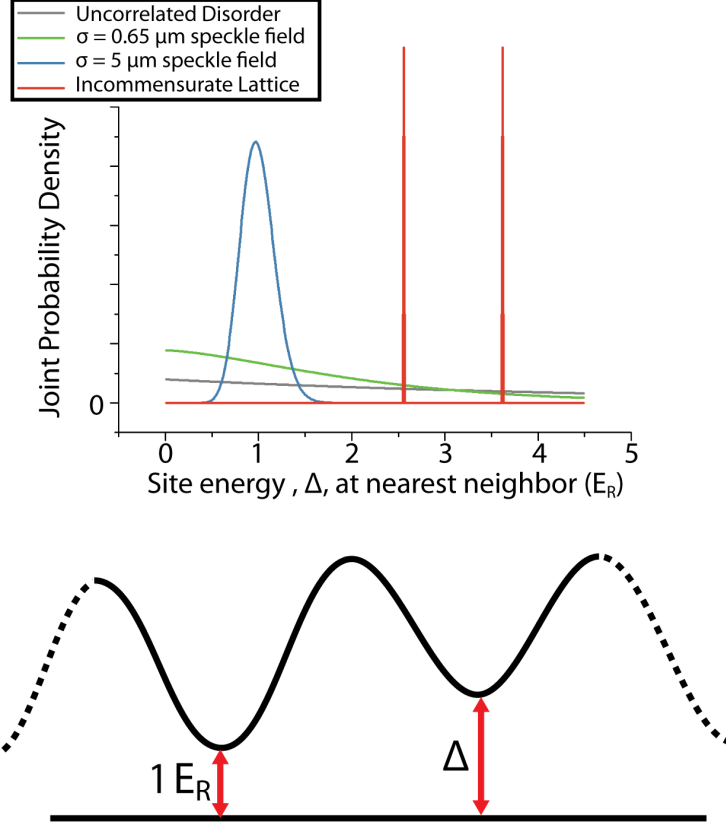 Uncorrelated Disorder
σ = 0.65 μm speckle field
σ = 5 μm speckle field
Incommensurate Lattice
Joint Probability Density
0
0 1 2 3 4 5
Site energy , Δ, at nearest neighbor (E_R)
1 E_R
Δ